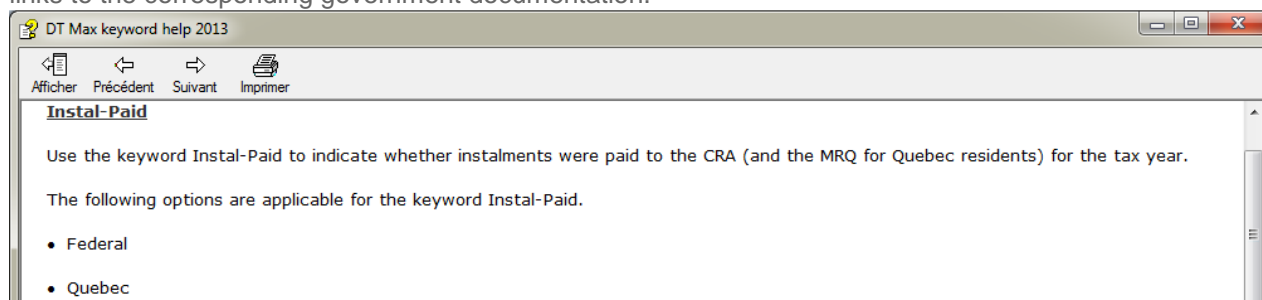 links to the corresponding government documentation.
DT Max keyword help 2013
Afficher Précédent Suivant Imprimer
Instal-Paid
Use the keyword Instal-Paid to indicate whether instalments were paid to the CRA (and the MRQ for Quebec residents) for the tax year.
The following options are applicable for the keyword Instal-Paid.
• Federal
• Quebec